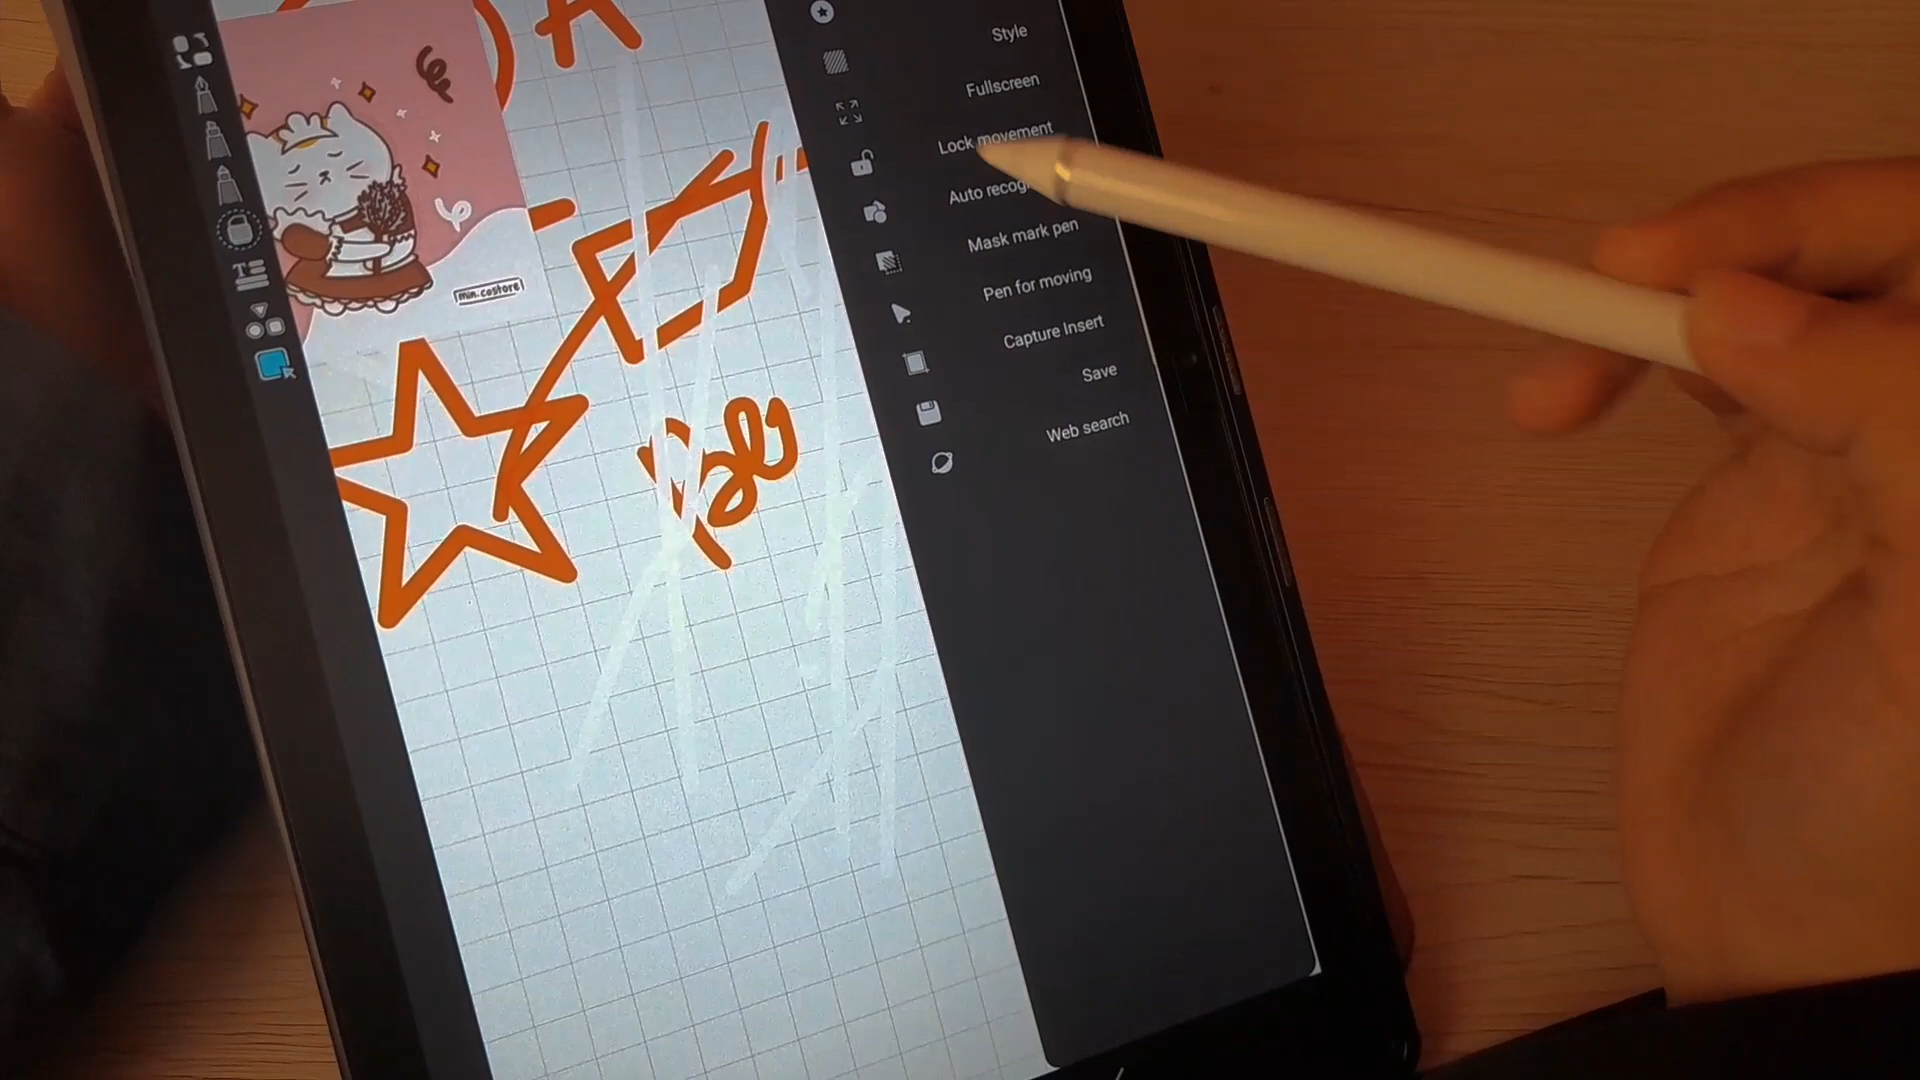 Style
Fullscreen
Lock movement
Auto recog
Mask mark pen
Pen for moving
Capture Insert
Save
Web search
min.costore
A